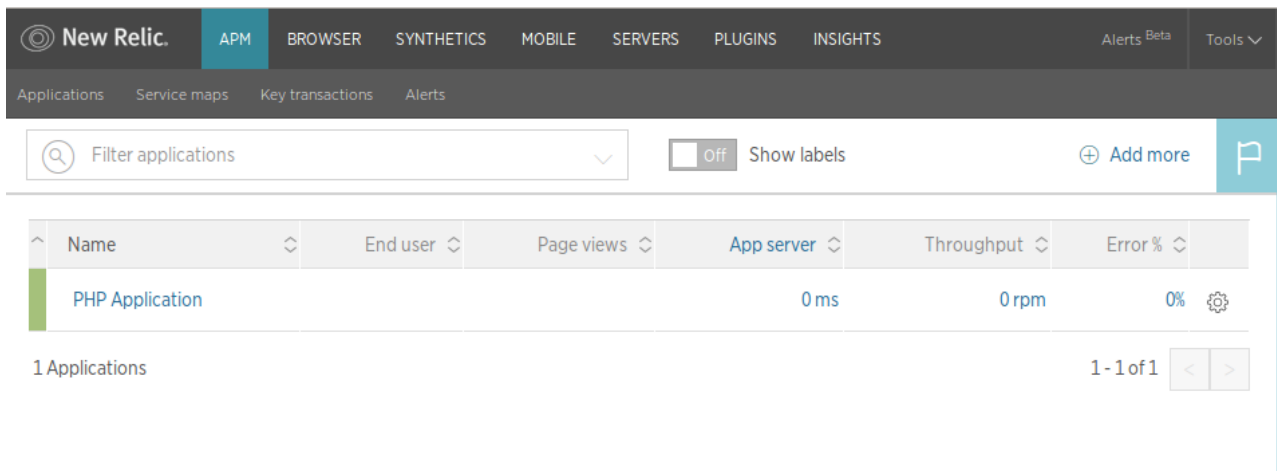 New Relic. APM BROWSER SYNTHETICS MOBILE SERVERS PLUGINS INSIGHTS Alerts Beta Tools
Applications Service maps Key transactions Alerts
Filter applications Off Show labels Add more
Name End user Page views App server Throughput Error %
PHP Application 0 ms 0 rpm 0%
1 Applications 1 - 1 of 1 < >